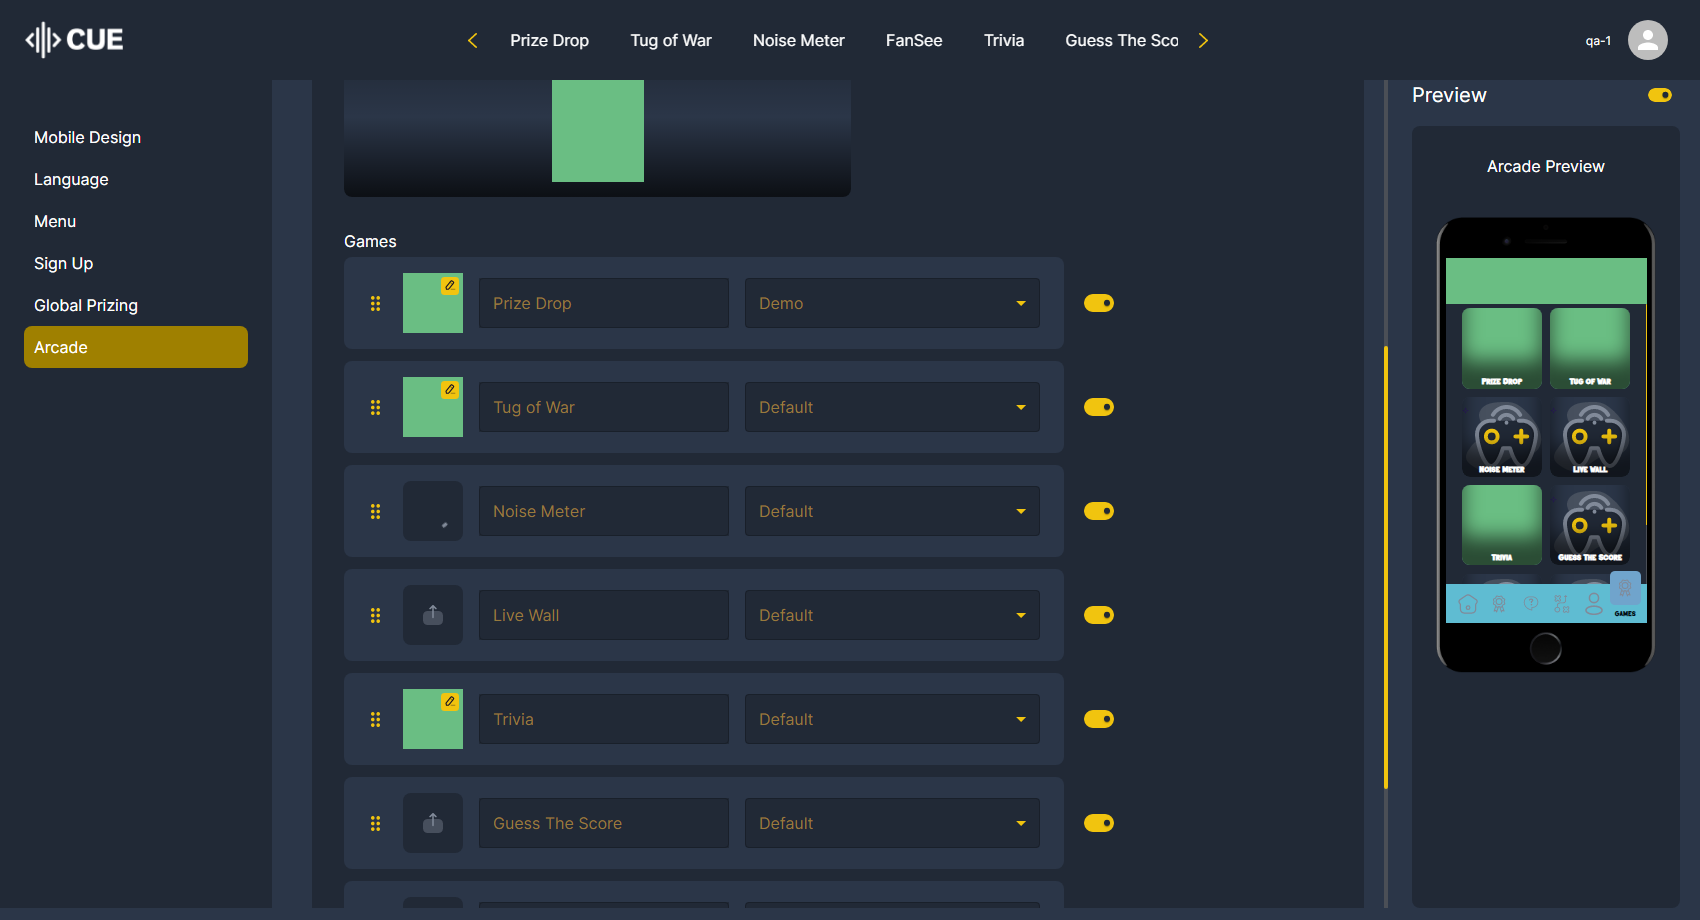 CUE
Prize Drop Tug of War Noise Meter FanSee Trivia Guess The Sco
qa-1
Mobile Design
Language
Menu
Sign Up
Global Prizing
Arcade
Games
Prize Drop Demo
Tug of War Default
Noise Meter Default
Live Wall Default
Trivia Default
Guess The Score Default
Preview
Arcade Preview
Prize Drop Tug of War
Noise Meter Live Wall
Trivia Guess The Score
GAMES